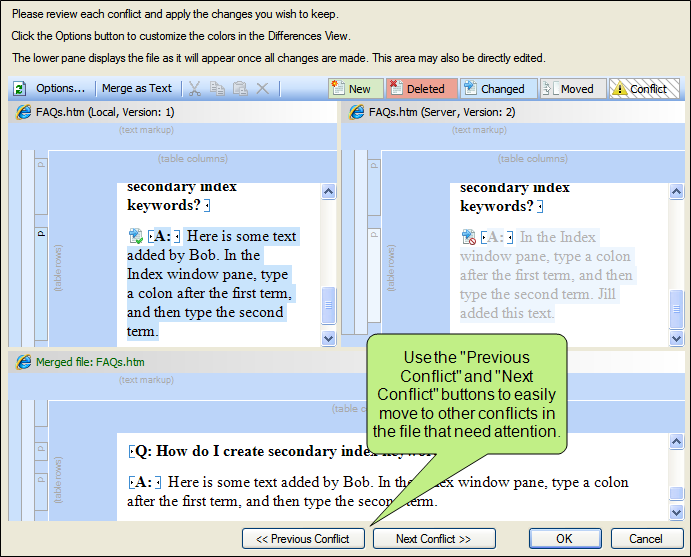 Please review each conflict and apply the changes you wish to keep.
Click the Options button to customize the colors in the Differences View.
The lower pane displays the file as it will appear once all changes are made. This area may also be directly edited.
Options... Merge as Text New Deleted Changed Moved Conflict
FAQs.htm (Local, Version: 1) FAQs.htm (Server, Version: 2)
(text markup) (text markup)
(table columns) (table columns)
p
p
(table rows)
secondary index
keywords?
A: Here is some text
added by Bob. In the
Index window pane, type
a colon after the first term,
and then type the second
term.
p
p
(table rows)
secondary index
keywords?
A: In the Index
window pane, type a colon
after the first term, and then
type the second term. Jill
added this text.
Use the "Previous
Conflict" and "Next
Conflict" buttons to easily
move to other conflicts in
the file that need attention.
Merged file: FAQs.htm
(text markup)
(table co
p
p
p
(table rows)
Q: How do I create secondary index
A: Here is some text added by Bob. In the Index window pane, type a colon
after the first term, and then type the second term.
<< Previous Conflict Next Conflict >> OK Cancel